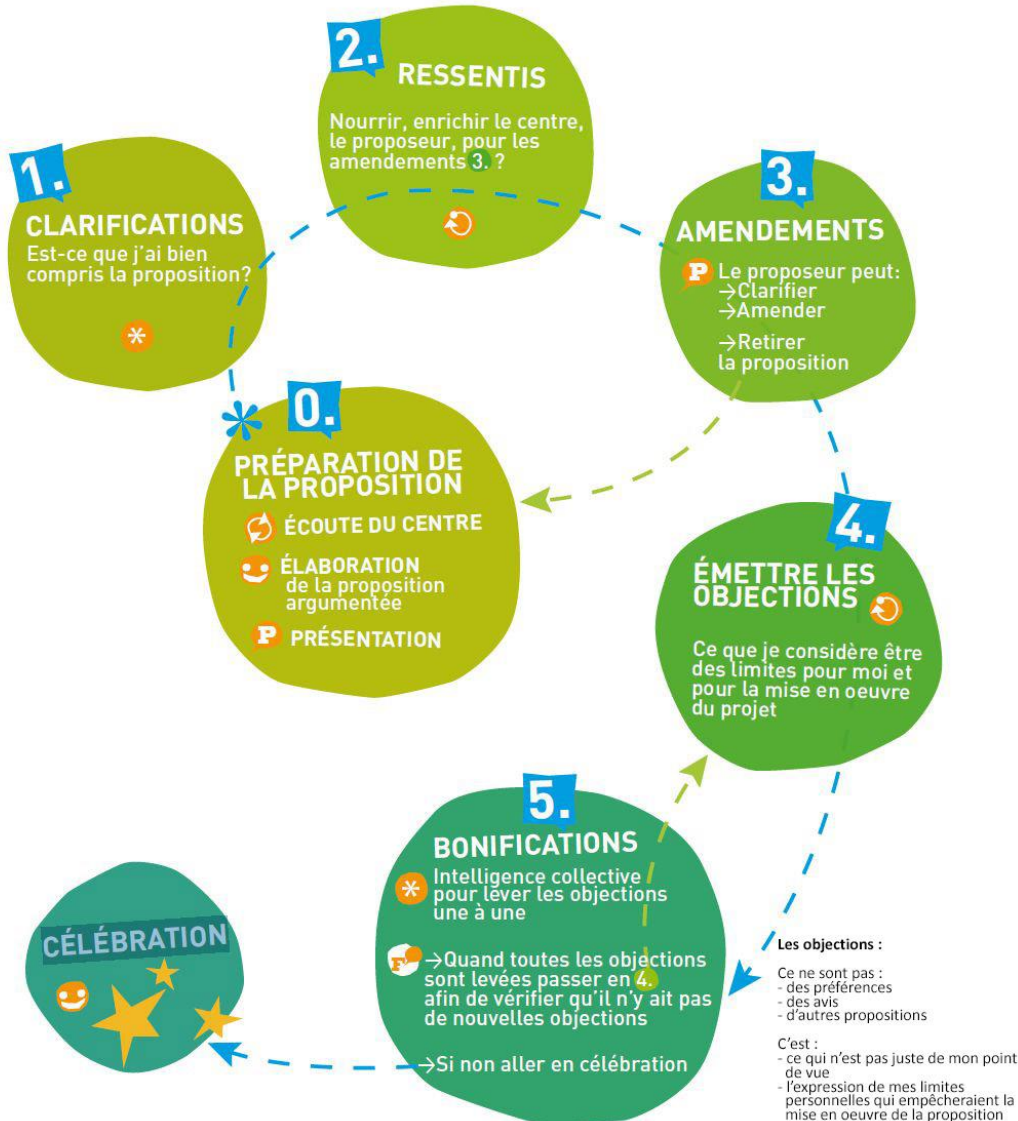 0.
PRÉPARATION DE
LA PROPOSITION
ÉCOUTE DU CENTRE
ÉLABORATION
de la proposition
argumentée
P PRÉSENTATION
1.
CLARIFICATIONS
Est-ce que j'ai bien
compris la proposition?
*
2.
RESSENTIS
Nourrir, enrichir le centre,
le proposeur, pour les
amendements 3. ?
3.
AMENDEMENTS
P Le proposeur peut:
→Clarifier
→Amender
→Retirer
la proposition
4.
ÉMETTRE LES
OBJECTIONS
Ce que je considère être
des limites pour moi et
pour la mise en oeuvre
du projet
5.
BONIFICATIONS
* Intelligence collective
pour lever les objections
une à une
F →Quand toutes les objections
sont levées passer en 4.
afin de vérifier qu'il n'y ait pas
de nouvelles objections
→Si non aller en célébration
CÉLÉBRATION
Les objections :
Ce ne sont pas :
- des préférences
- des avis
- d'autres propositions
C'est :
- ce qui n'est pas juste de mon point
de vue
- l'expression de mes limites
personnelles qui empêcheraient la
mise en oeuvre de la proposition